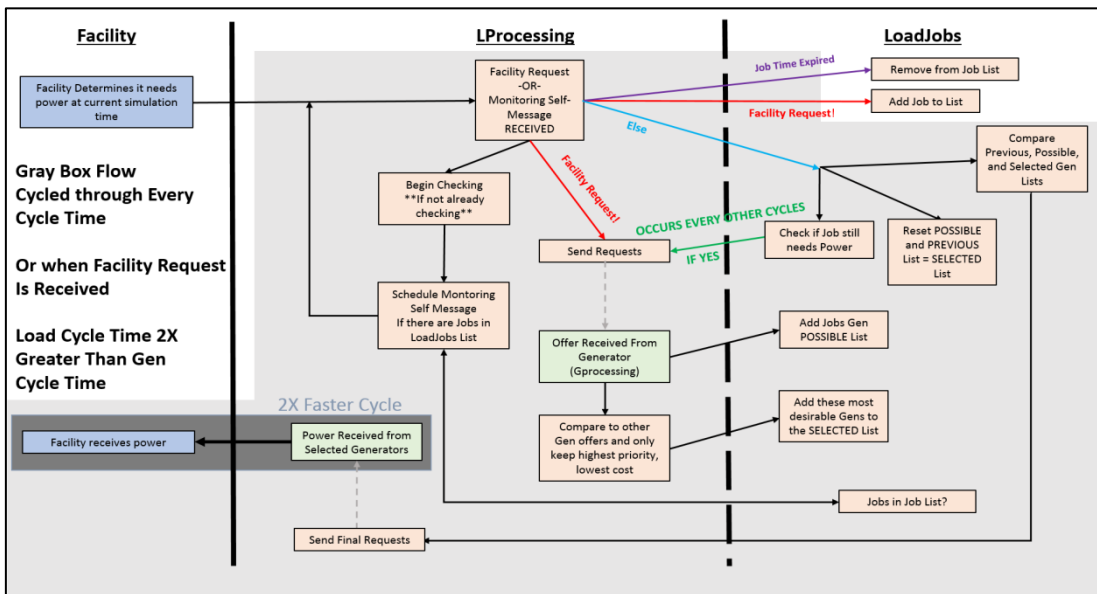 Facility
LProcessing
LoadJobs
Facility Determines it needs
power at current simulation
time
Facility Request
-OR-
Monitoring Self-
Message
RECEIVED
Job Time Expired
Remove from Job List
Facility Request!
Add Job to List
Else
Compare
Previous, Possible,
and Selected Gen
Lists
Gray Box Flow
Cycled through Every
Cycle Time
Or when Facility Request
Is Received
Load Cycle Time 2X
Greater Than Gen
Cycle Time
Begin Checking
**If not already
checking**
Facility Request!
OCCURS EVERY OTHER CYCLES
IF YES
Send Requests
Check if Job still
needs Power
Reset POSSIBLE
and PREVIOUS
List = SELECTED
List
Schedule Montoring
Self Message
If there are Jobs in
LoadJobs List
Offer Received From
Generator
(Gprocessing)
Add Jobs Gen
POSSIBLE List
2X Faster Cycle
Facility receives power
Power Received from
Selected Generators
Compare to other
Gen offers and only
keep highest priority,
lowest cost
Add these most
desirable Gens to
the SELECTED List
Jobs in Job List?
Send Final Requests